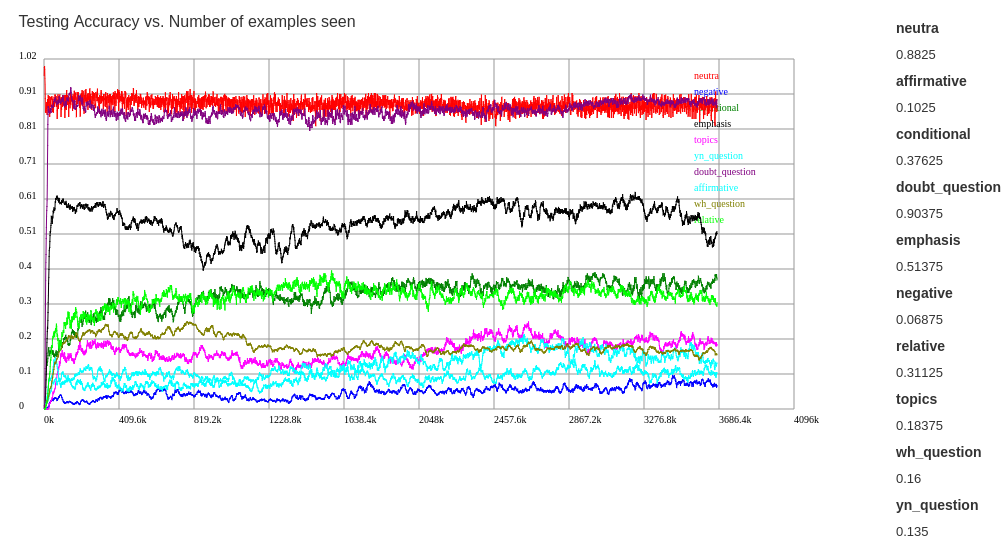 Testing Accuracy vs. Number of examples seen
1.02
0.91
0.81
0.71
0.61
0.51
0.4
0.3
0.2
0.1
0
0k
409.6k
819.2k
1228.8k
1638.4k
2048k
2457.6k
2867.2k
3276.8k
3686.4k
4096k
neutra
negative
emphasis
topics
yn_question
doubt_question
affirmative
wh_question
neutra
0.8825
affirmative
0.1025
conditional
0.37625
doubt_question
0.90375
emphasis
0.51375
negative
0.06875
relative
0.31125
topics
0.18375
wh_question
0.16
yn_question
0.135